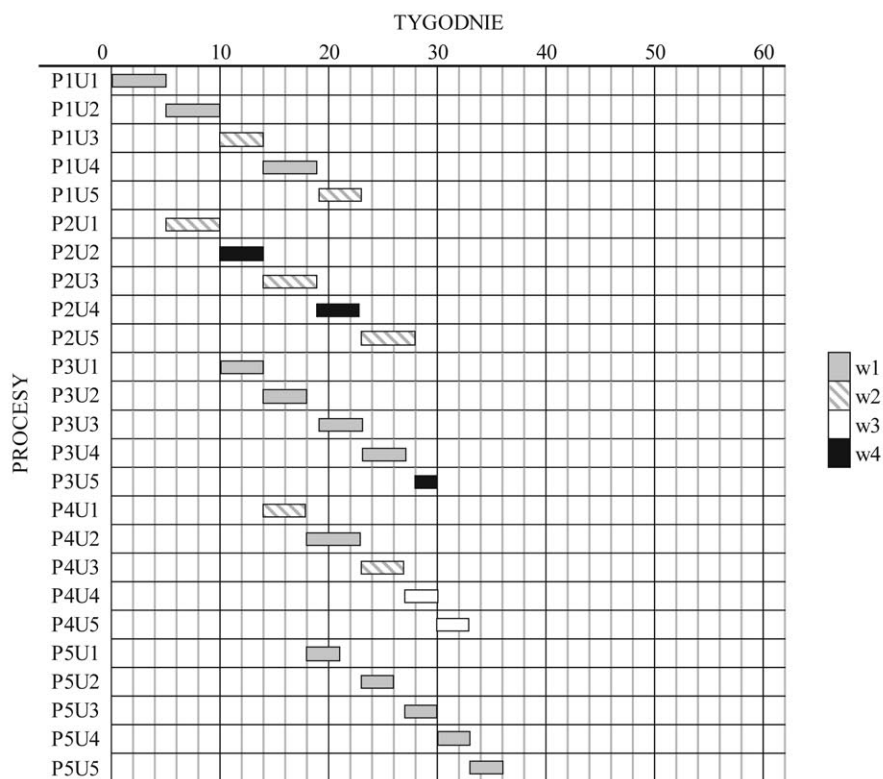 TYGODNIE
0 10 20 30 40 50 60
P1U1
P1U2
P1U3
P1U4
P1U5
P2U1
P2U2
P2U3
P2U4
P2U5
P3U1
P3U2
P3U3
P3U4
P3U5
P4U1
P4U2
P4U3
P4U4
P4U5
P5U1
P5U2
P5U3
P5U4
P5U5
PROCESY
w1
w2
w3
w4